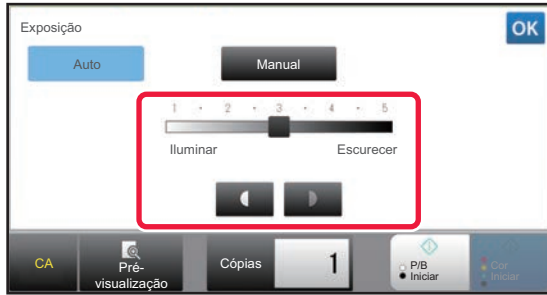 Exposição
OK
Auto
Manual
1 · 2 · 3 · 4 · 5
Iluminar
Escurecer
CA
Pré-
visualização
Cópias
1
P/B
Iniciar
Cor
Iniciar